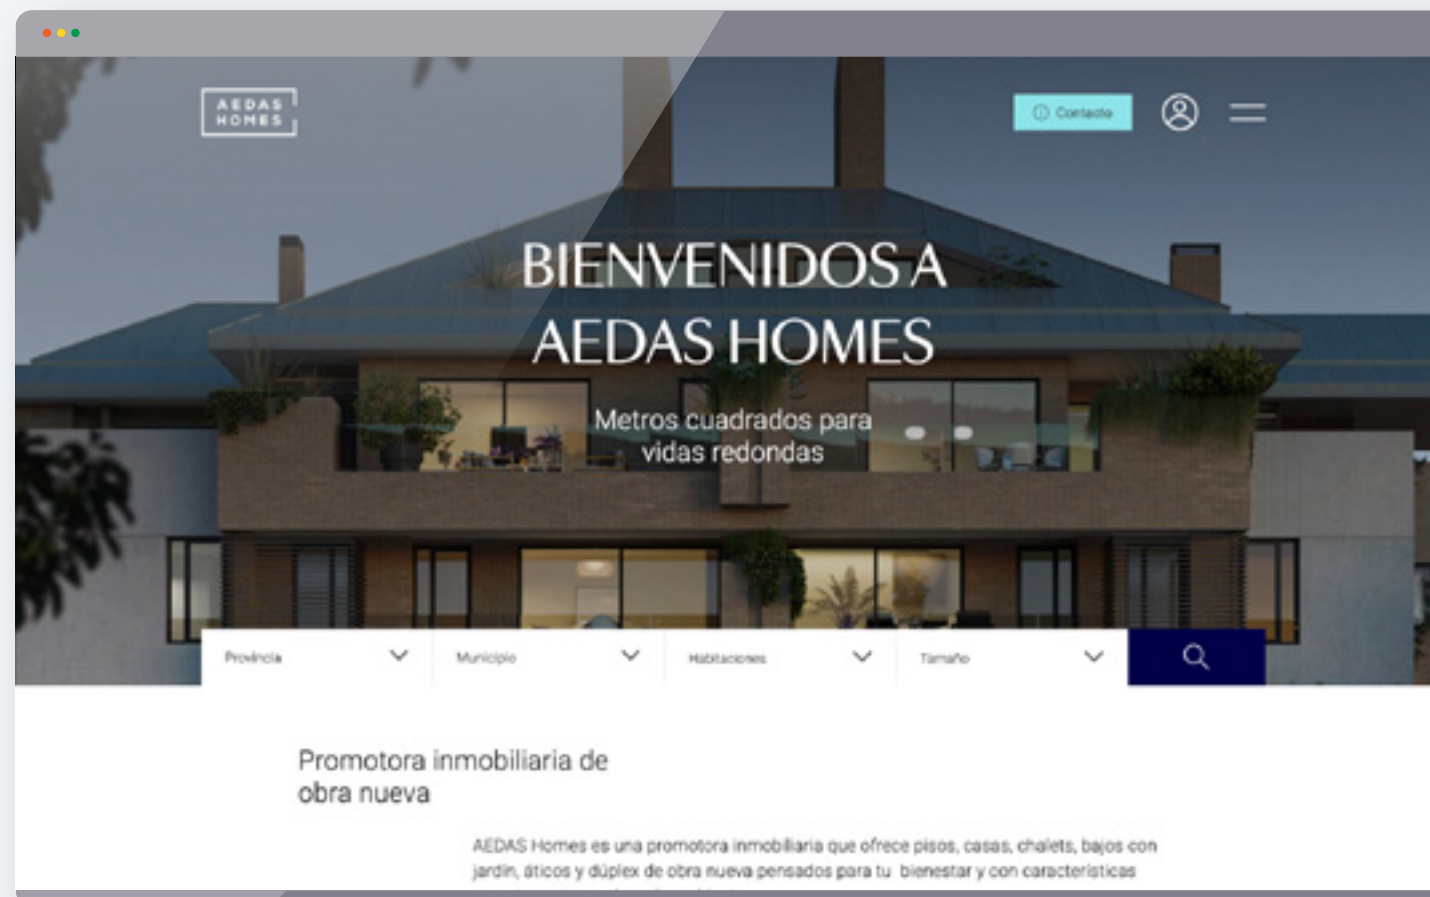 AEDAS
HOMES
Contacto
BIENVENIDOS A
AEDAS HOMES
Metros cuadrados para
vidas redondas
Provincia
Municipio
Habitaciones
Tamaño
Promotora inmobiliaria de
obra nueva
AEDAS Homes es una promotora inmobiliaria que ofrece pisos, casas, chalets, bajos con
jardín, áticos y dúplex de obra nueva pensados para tu bienestar y con características